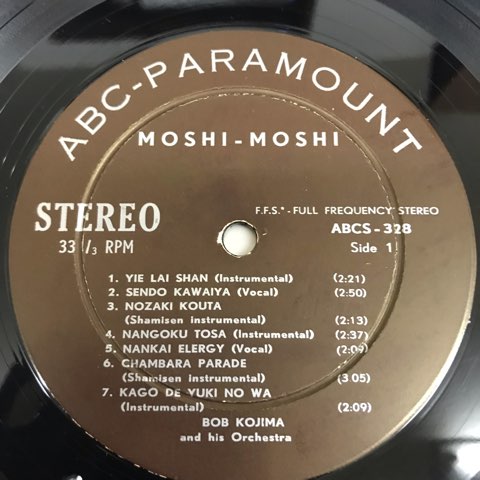 ABC-PARAMOUNT
MOSHI-MOSHI
STEREO
33 1/3 RPM
F.F.S.* - FULL FREQUENCY STEREO
ABCS-328
Side 1
1. YIE LAI SHAN (Instrumental) (2:21)
2. SENDO KAWAIYA (Vocal) (2:50)
3. NOZAKI KOUTA
(Shamisen instrumental) (2:13)
4. NANGOKU TOSA (Instrumental) (2:37)
5. NANKAI ELERGY (Vocal) (2:09)
6. CHAMBARA PARADE
(Shamisen instrumental) (3 05)
7. KAGO DE YUKI NO WA
(Instrumental) (2:09)
BOB KOJIMA
and his Orchestra